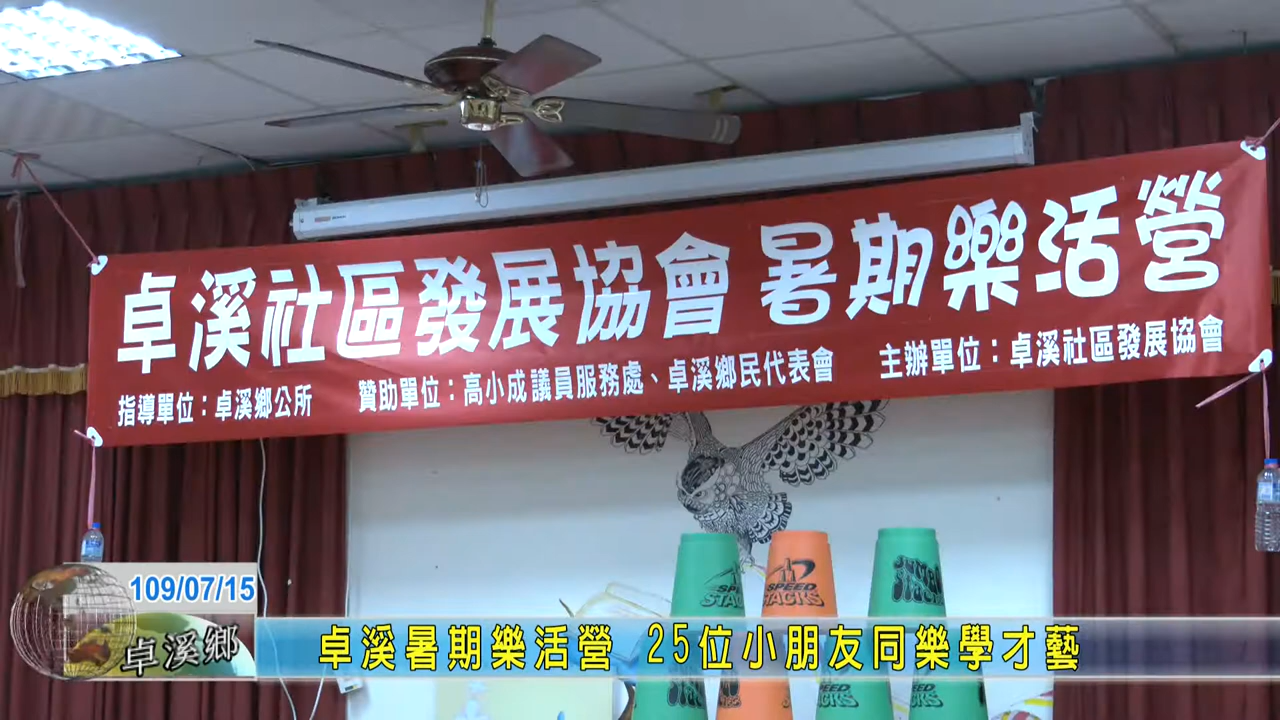 卓溪社區發展協會 暑期樂活營
指導單位：卓溪鄉公所 贊助單位：高小成議員服務處、卓溪鄉民代表會 主辦單位：卓溪社區發展協會
SPEED
STACKS
SPEED
STACKS
109/07/15
卓溪鄉
卓溪暑期樂活營 25位小朋友同樂學才藝
SPEED
STACKS